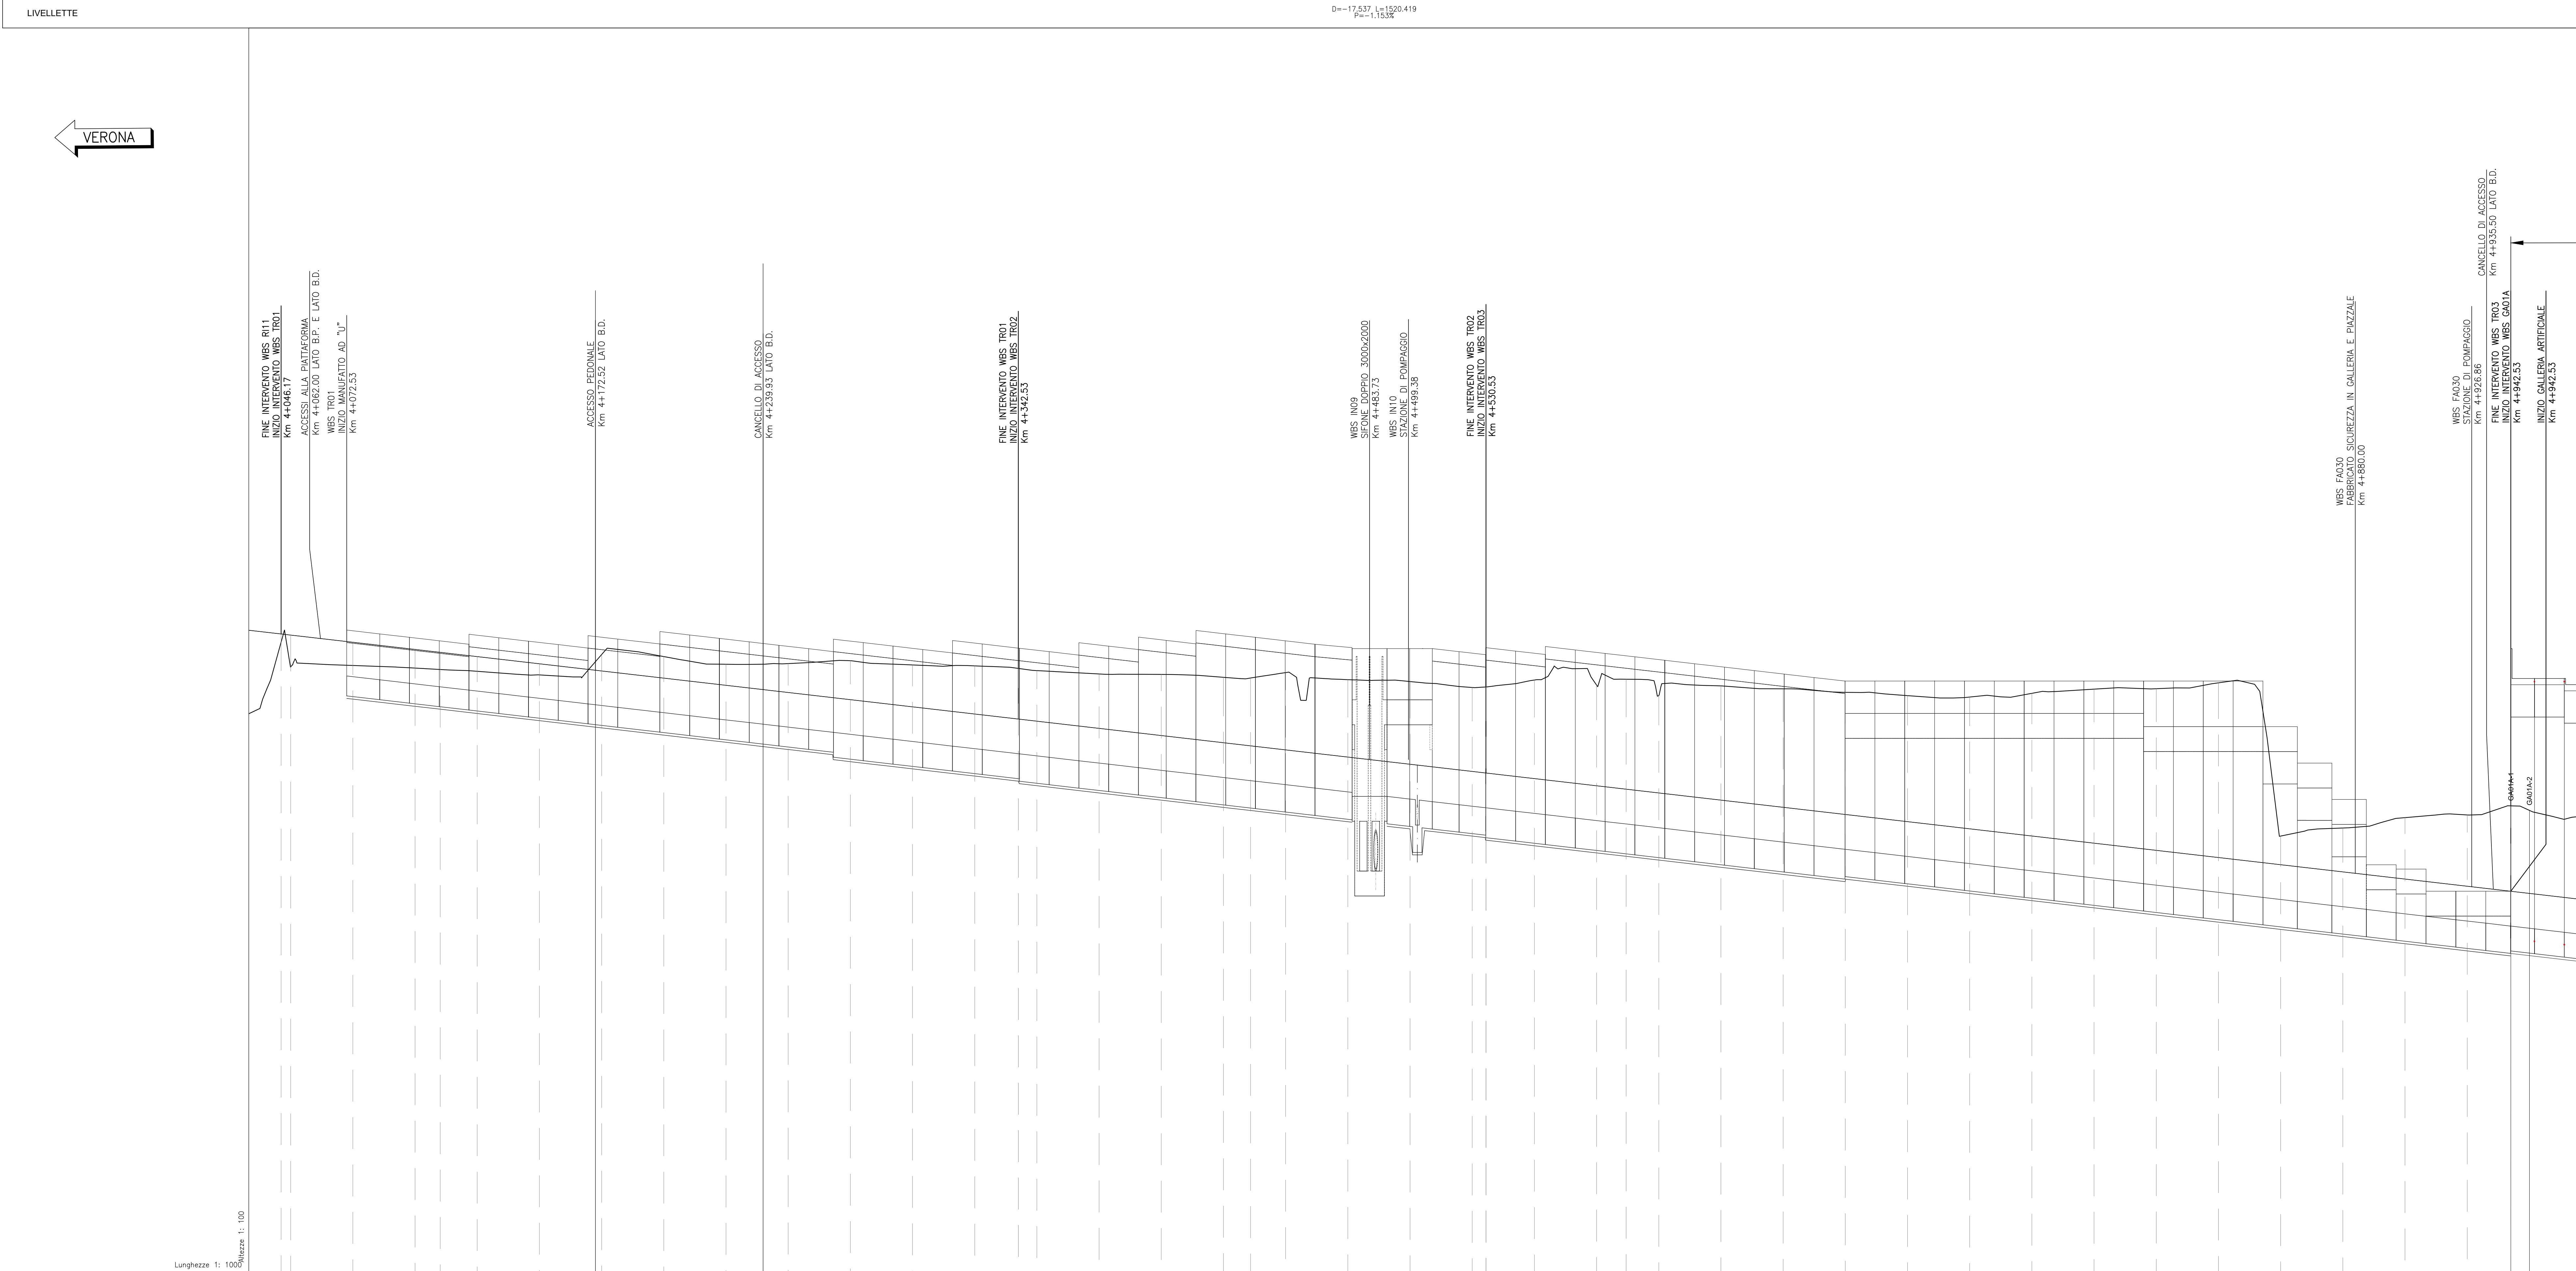 LIVELLETTE
D=-17.537 L=1520.419
P=-1.153%
VERONA
FINE INTERVENTO WBS RI11
INIZIO INTERVENTO WBS TR01
Km 4+046.17
ACCESSI ALLA PIATTAFORMA
Km 4+062.00 LATO B.P. E LATO B.D.
WBS TR01
INIZIO MANUFATTO AD "U"
Km 4+072.53
ACCESSO PEDONALE
Km 4+172.52 LATO B.D.
CANCELLO DI ACCESSO
Km 4+239.93 LATO B.D.
FINE INTERVENTO WBS TR01
INIZIO INTERVENTO WBS TR02
Km 4+342.53
WBS IN09
SIFONE DOPPIO 3000x2000
Km 4+483.73
WBS IN10
STAZIONE DI POMPAGGIO
Km 4+499.38
FINE INTERVENTO WBS TR02
INIZIO INTERVENTO WBS TR03
Km 4+530.53
WBS FA030
FABBRICATO SICUREZZA IN GALLERIA E PIAZZALE
Km 4+880.00
WBS FA030
STAZIONE DI POMPAGGIO
Km 4+926.86
CANCELLO DI ACCESSO
Km 4+935.50 LATO B.D.
FINE INTERVENTO WBS TR03
INIZIO INTERVENTO WBS GA01A
Km 4+942.53
INIZIO GALLERIA ARTIFICIALE
Km 4+942.53
GA01A-1
GA01A-2
Altezze 1: 100
Lunghezze 1: 1000